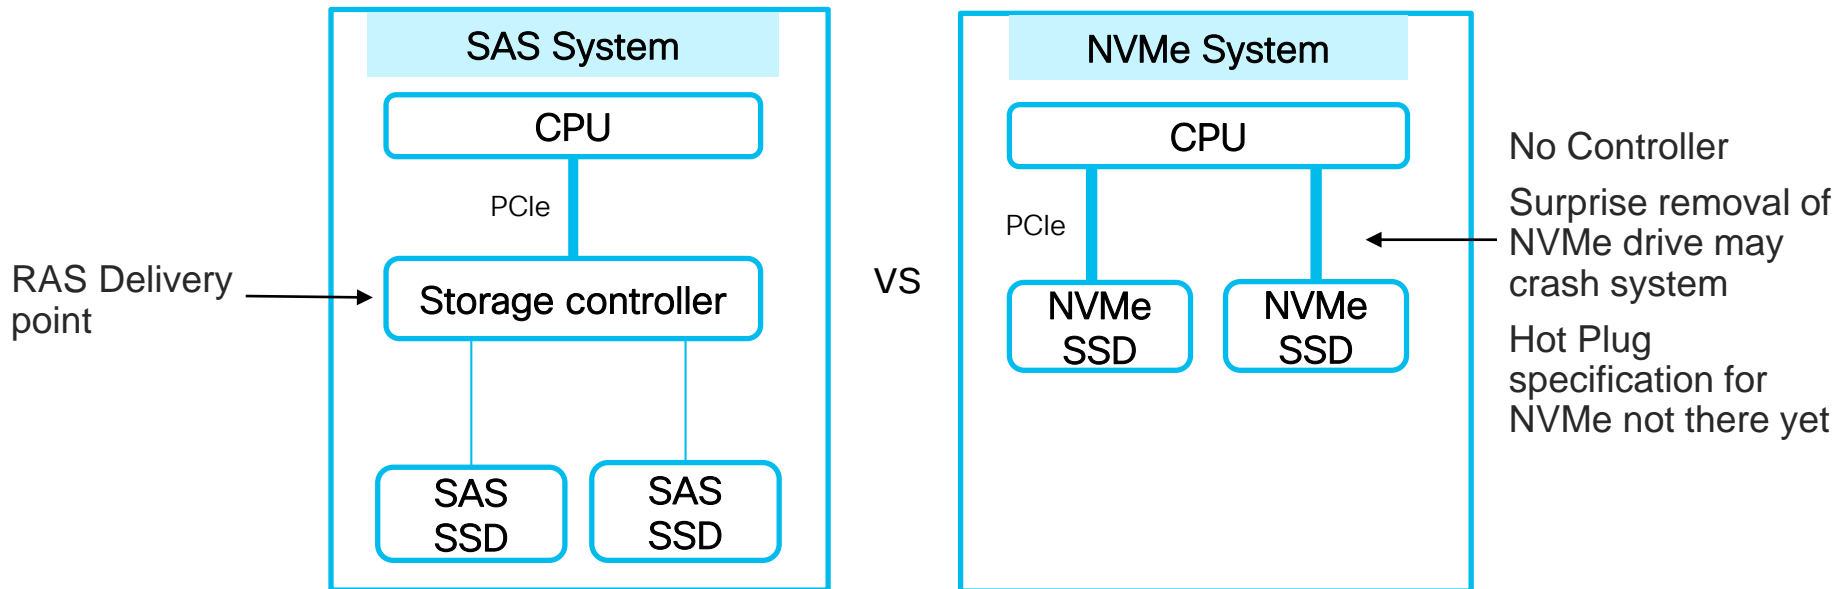 SAS System
CPU
PCIe
RAS Delivery
point
Storage controller
SAS
SSD
SAS
SSD
VS
NVMe System
CPU
PCIe
NVMe
SSD
NVMe
SSD
No Controller
Surprise removal of
NVMe drive may
crash system
Hot Plug
specification for
NVMe not there yet